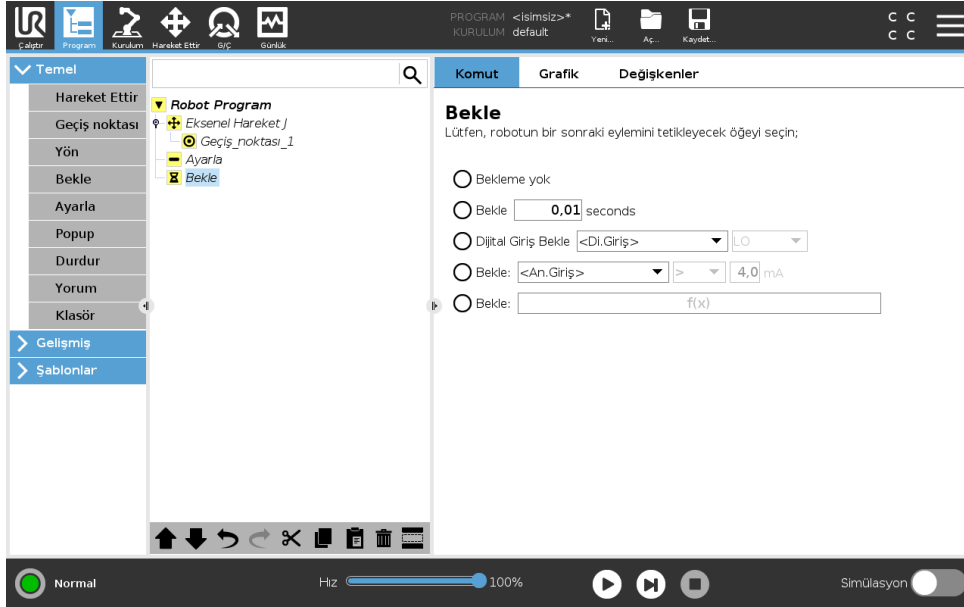 PROGRAM <isimsiz>*
KURULUM default
C C
C C
Çalıştır Program Kurulum Hareket Ettir G/Ç Günlük Yeni... Aç... Kaydet...
Temel
Hareket Ettir
Geçiş noktası
Yön
Bekle
Ayarla
Popup
Durdur
Yorum
Klasör
Gelişmiş
Şablonlar
Robot Program
Eksenel Hareket J
Geçiş_noktası_1
Ayarla
Bekle
Komut Grafik Değişkenler
Bekle
Lütfen, robotun bir sonraki eylemini tetikleyecek öğeyi seçin;
Bekleme yok
Bekle 0,01 seconds
Dijital Giriş Bekle <Di.Giriş> LO
Bekle: <An.Giriş> > 4,0 mA
Bekle: f(x)
Normal Hız 100% Simülasyon